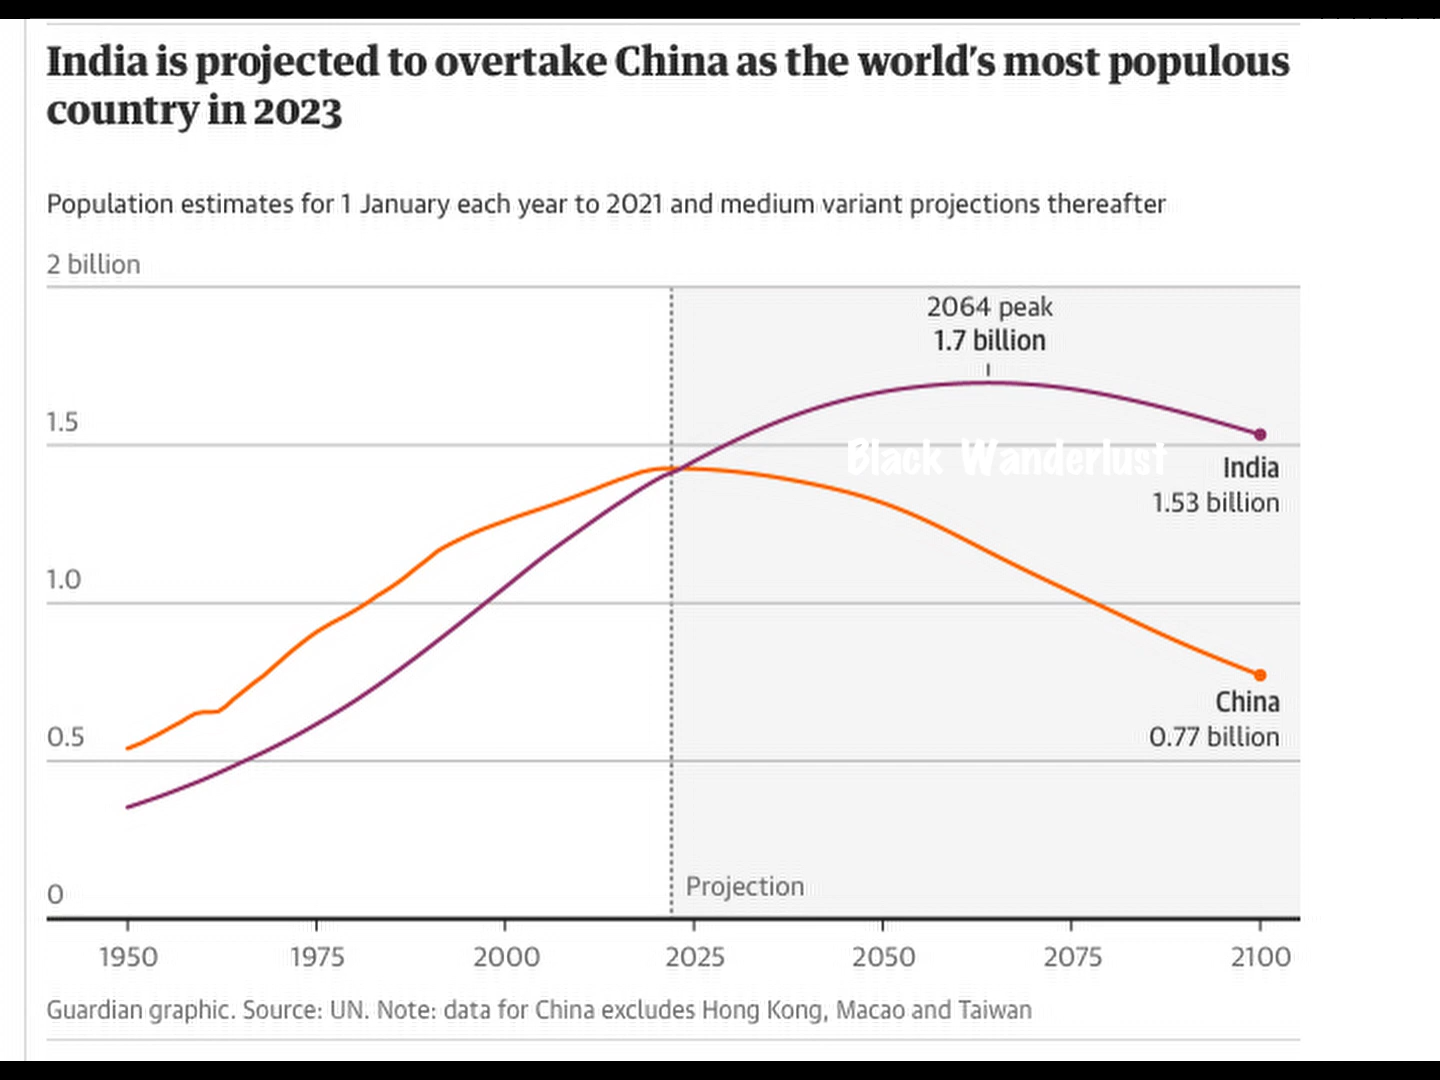 India is projected to overtake China as the world's most populous
country in 2023
Population estimates for 1 January each year to 2021 and medium variant projections thereafter
2 billion
2064 peak
1.7 billion
1.5
Black Wanderlust
India
1.53 billion
1.0
China
0.77 billion
0.5
Projection
0
1950 1975 2000 2025 2050 2075 2100
Guardian graphic. Source: UN. Note: data for China excludes Hong Kong, Macao and Taiwan